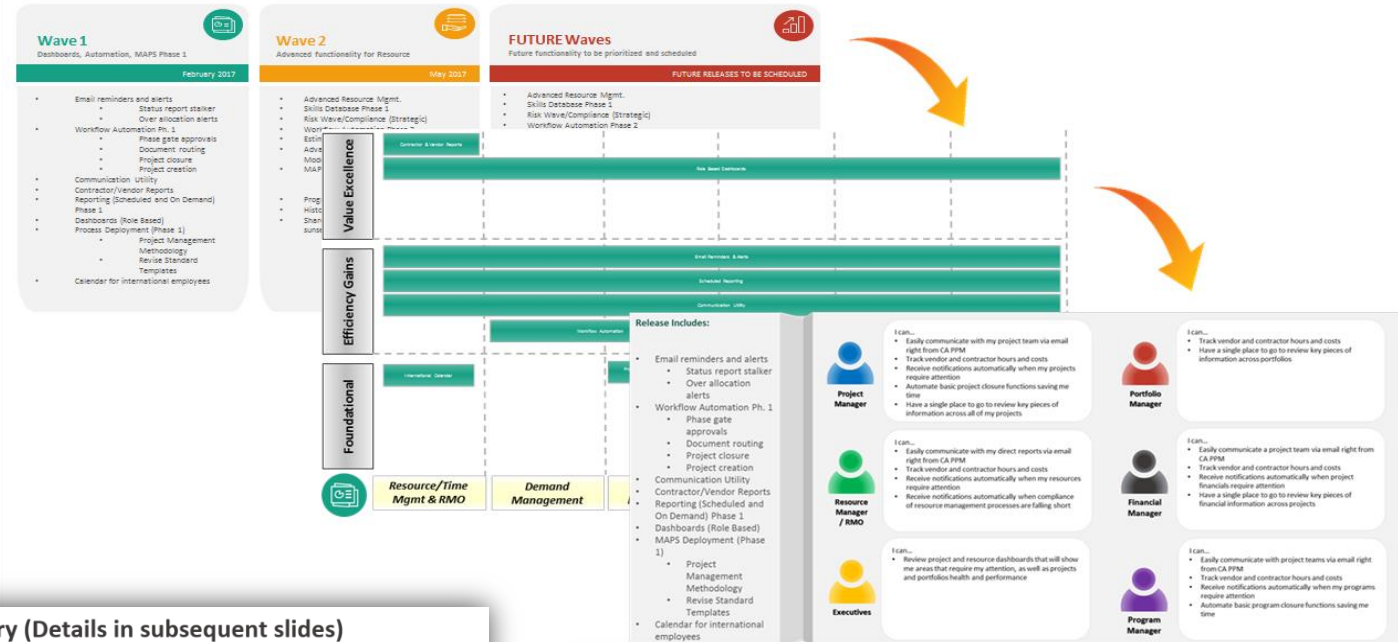 Wave 1
Dashboards, Automation, MAPS Phase 1
February 2017
• Email reminders and alerts
• Status report stalker
• Over allocation alerts
• Workflow Automation Ph. 1
• Phase gate approvals
• Document routing
• Project closure
• Project creation
• Communication Utility
• Contractor/Vendor Reports
• Reporting (Scheduled and On Demand)
Phase 1
• Dashboards (Role Based)
• Process Deployment (Phase 1)
• Project Management
Methodology
• Revise Standard
Templates
• Calendar for international employees
Wave 2
Advanced functionality for Resource
May 2017
• Advanced Resource Mgmt.
• Skills Database Phase 1
• Risk Wave/Compliance (Strategic)
• Workflow Automation Phase 2
FUTURE Waves
Future functionality to be prioritized and scheduled
FUTURE RELEASES TO BE SCHEDULED
• Advanced Resource Mgmt.
• Skills Database Phase 1
• Risk Wave/Compliance (Strategic)
• Workflow Automation Phase 2
Value Excellence
Contractor & Vendor Reports
Role Based Dashboards
Efficiency Gains
Email Reminders & Alerts
Scheduled Reporting
Communication Utility
Workflow Automation
Foundational
International Calendar
Resource/Time
Mgmt & RMO
Demand
Management
Release Includes:
• Email reminders and alerts
• Status report stalker
• Over allocation
alerts
• Workflow Automation Ph. 1
• Phase gate
approvals
• Document routing
• Project closure
• Project creation
• Communication Utility
• Contractor/Vendor Reports
• Reporting (Scheduled and
On Demand) Phase 1
• Dashboards (Role Based)
• MAPS Deployment (Phase
1)
• Project
Management
Methodology
• Revise Standard
Templates
• Calendar for international
employees
Project
Manager
I can...
• Easily communicate with my project team via email
right from CA PPM
• Track vendor and contractor hours and costs
• Receive notifications automatically when my projects
require attention
• Automate basic project closure functions saving me
time
• Have a single place to go to review key pieces of
information across all of my projects
Portfolio
Manager
I can...
• Track vendor and contractor hours and costs
• Have a single place to go to review key pieces of
information across portfolios
Resource
Manager
/ RMO
I can...
• Easily communicate with my direct reports via email
right from CA PPM
• Track vendor and contractor hours and costs
• Receive notifications automatically when my resources
require attention
• Receive notifications automatically when compliance
of resource management processes are falling short
Financial
Manager
I can...
• Easily communicate a project team via email right from
CA PPM
• Track vendor and contractor hours and costs
• Receive notifications automatically when project
financials require attention
• Have a single place to go to review key pieces of
financial information across projects
Executives
I can...
• Review project and resource dashboards that will show
me areas that require my attention, as well as projects
and portfolios health and performance
Program
Manager
I can...
• Easily communicate with project teams via email right
from CA PPM
• Track vendor and contractor hours and costs
• Receive notifications automatically when my programs
require attention
• Automate basic program closure functions saving me
time
(Details in subsequent slides)